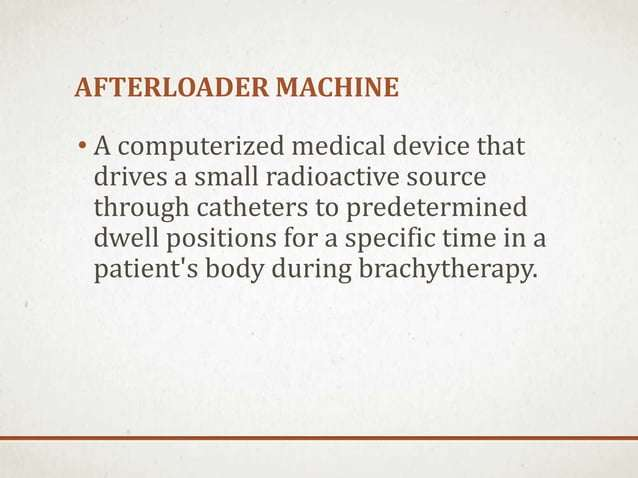 AFTERLOADER MACHINE
• A computerized medical device that
drives a small radioactive source
through catheters to predetermined
dwell positions for a specific time in a
patient's body during brachytherapy.